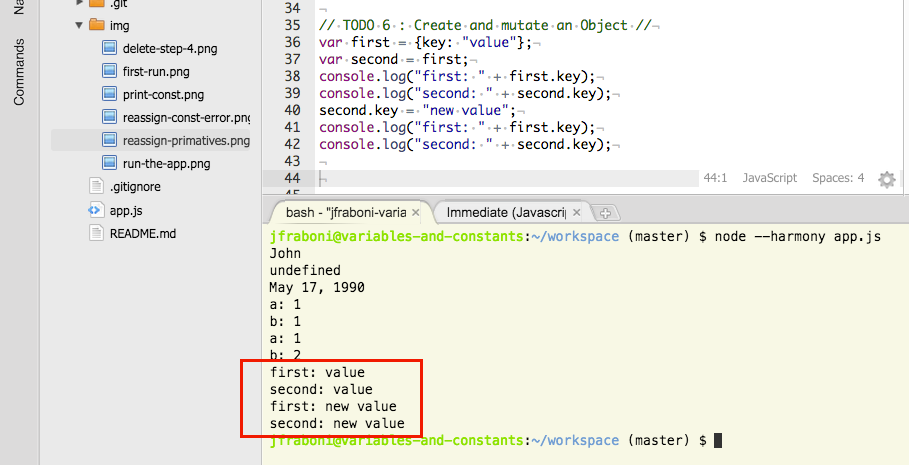 Na
Commands
.git
img
delete-step-4.png
first-run.png
print-const.png
reassign-const-error.png
reassign-primatives.png
run-the-app.png
.gitignore
app.js
README.md
34
35 // TODO 6 : Create and mutate an Object //
36 var first = {key: "value"};
37 var second = first;
38 console.log("first: " + first.key);
39 console.log("second: " + second.key);
40 second.key = "new value";
41 console.log("first: " + first.key);
42 console.log("second: " + second.key);
43
44
44:1 JavaScript Spaces: 4
bash - "jfraboni-varia × Immediate (Javascrip ×
jfraboni@variables-and-constants:~/workspace (master) $ node --harmony app.js
John
undefined
May 17, 1990
a: 1
b: 1
a: 1
b: 2
first: value
second: value
first: new value
second: new value
jfraboni@variables-and-constants:~/workspace (master) $